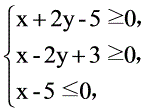 x + 2y - 5 ≥0,
x - 2y + 3 ≥0,
x - 5 ≤0,